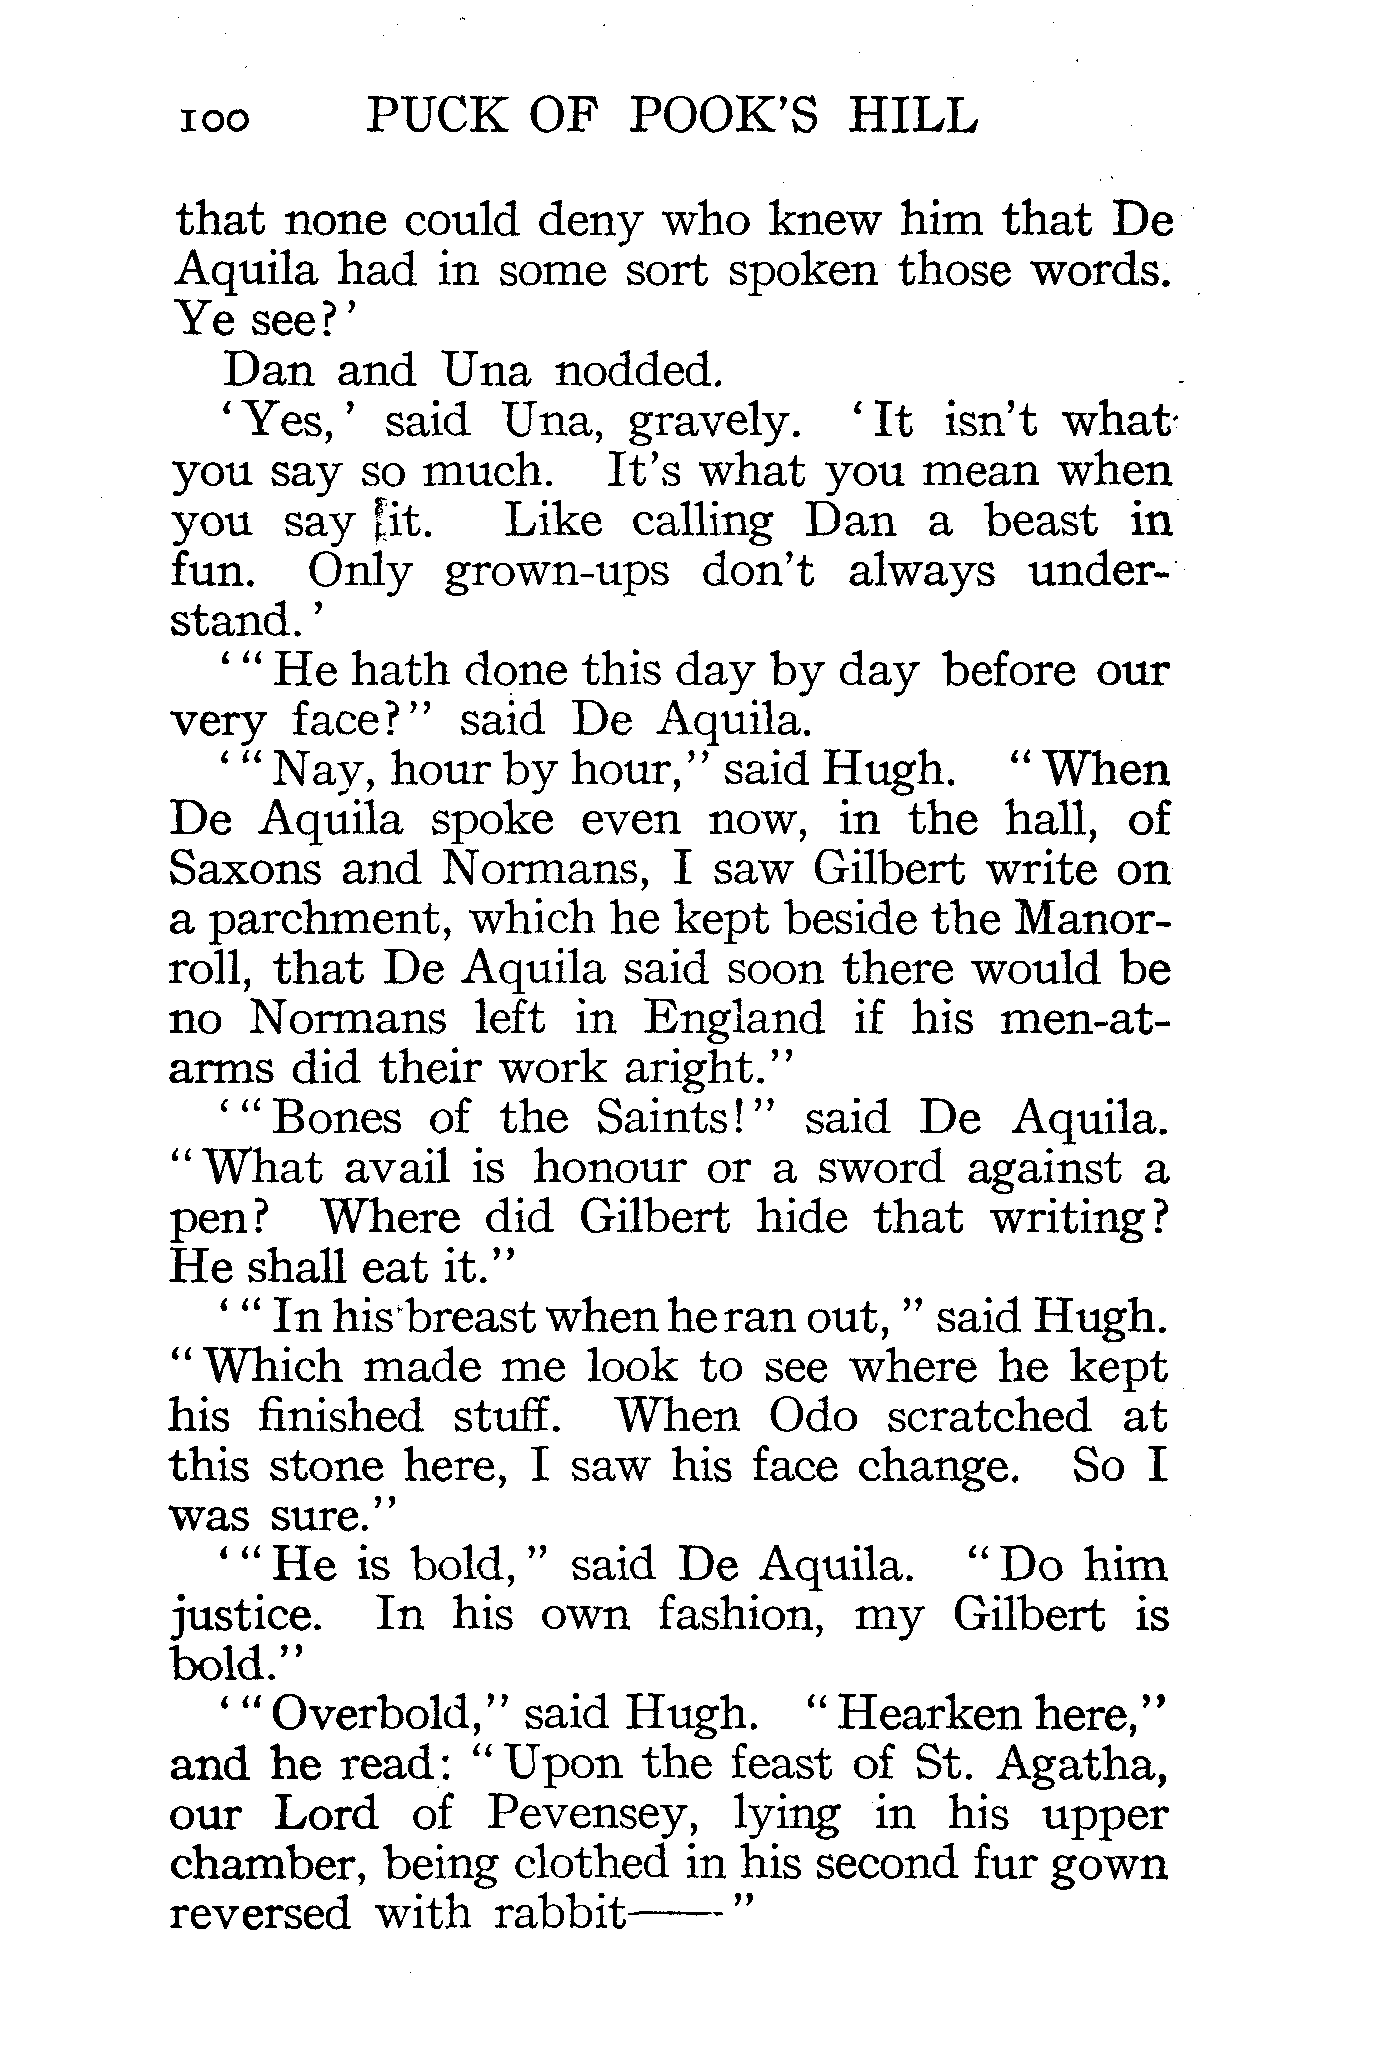 100 PUCK OF POOK'S HILL
that none could deny who knew him that De
Aquila had in some sort spoken those words.
Ye see?'
Dan and Una nodded.
'Yes,' said Una, gravely. 'It isn't what
you say so much. It's what you mean when
you say it. Like calling Dan a beast in
fun. Only grown-ups don't always under-
stand.'
'"He hath done this day by day before our
very face?" said De Aquila.
'"Nay, hour by hour," said Hugh. "When
De Aquila spoke even now, in the hall, of
Saxons and Normans, I saw Gilbert write on
a parchment, which he kept beside the Manor-
roll, that De Aquila said soon there would be
no Normans left in England if his men-at-
arms did their work aright."
'"Bones of the Saints!" said De Aquila.
"What avail is honour or a sword against a
pen? Where did Gilbert hide that writing?
He shall eat it."
'"In his breast when he ran out," said Hugh.
"Which made me look to see where he kept
his finished stuff. When Odo scratched at
this stone here, I saw his face change. So I
was sure."
'"He is bold," said De Aquila. "Do him
justice. In his own fashion, my Gilbert is
bold."
'"Overbold," said Hugh. "Hearken here,"
and he read: "Upon the feast of St. Agatha,
our Lord of Pevensey, lying in his upper
chamber, being clothed in his second fur gown
reversed with rabbit——"